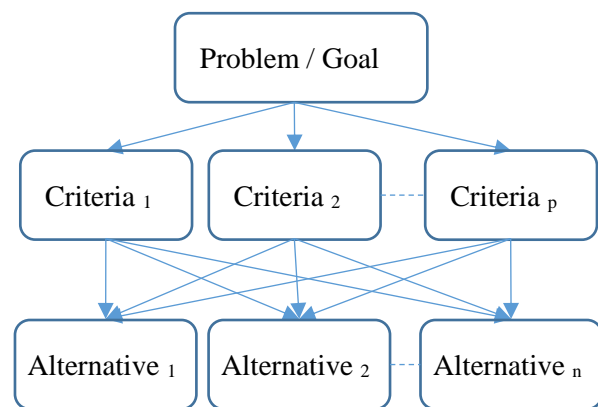 Problem / Goal
Criteria 1
Criteria 2
Criteria p
Alternative 1
Alternative 2
Alternative n